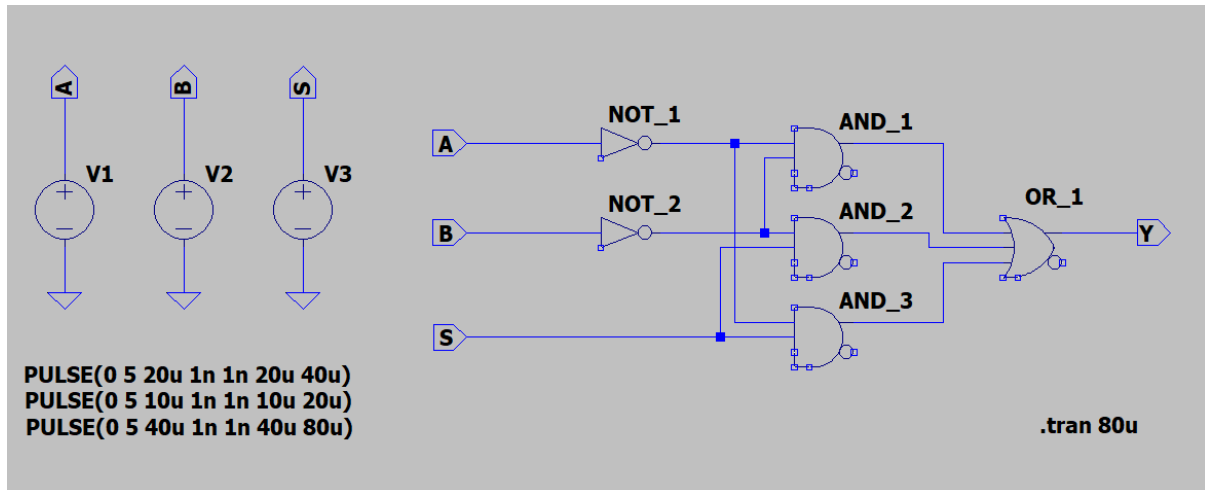 A
B
S
V1
V2
V3
A
NOT_1
AND_1
B
NOT_2
AND_2
OR_1
Y
S
AND_3
PULSE(0 5 20u 1n 1n 20u 40u)
PULSE(0 5 10u 1n 1n 10u 20u)
PULSE(0 5 40u 1n 1n 40u 80u)
.tran 80u